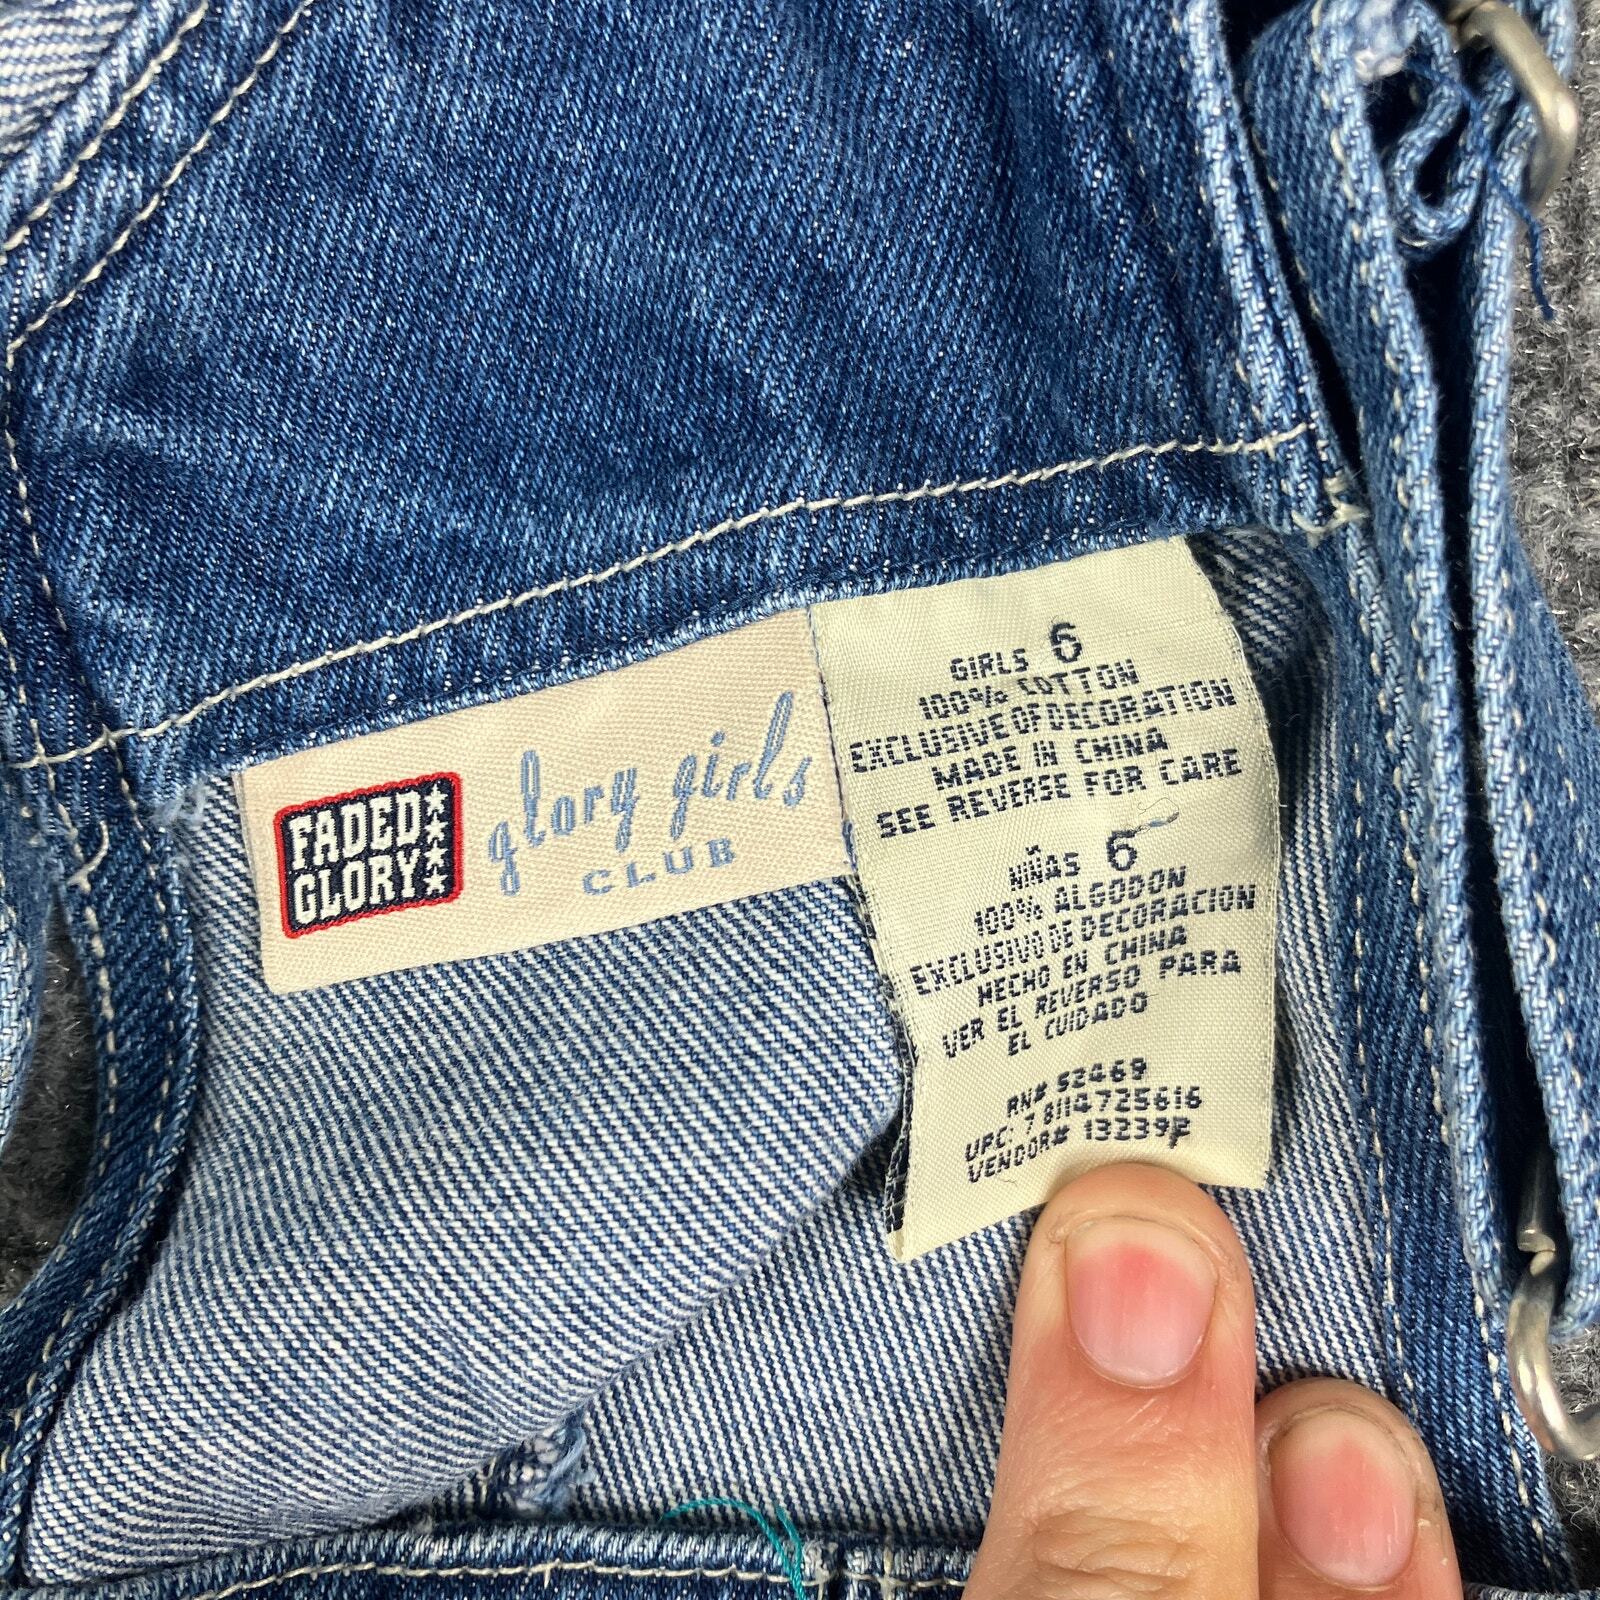 FADED
GLORY
glory girls
CLUB
GIRLS 6
100% COTTON
EXCLUSIVE OF DECORATION
MADE IN CHINA
SEE REVERSE FOR CARE
NIÑAS 6
100% ALGODON
EXCLUSIVO DE DECORACION
HECHO EN CHINA
VER EL REVERSO PARA
EL CUIDADO
RN# 52469
UPC: 7 8114725616
VENDOR#